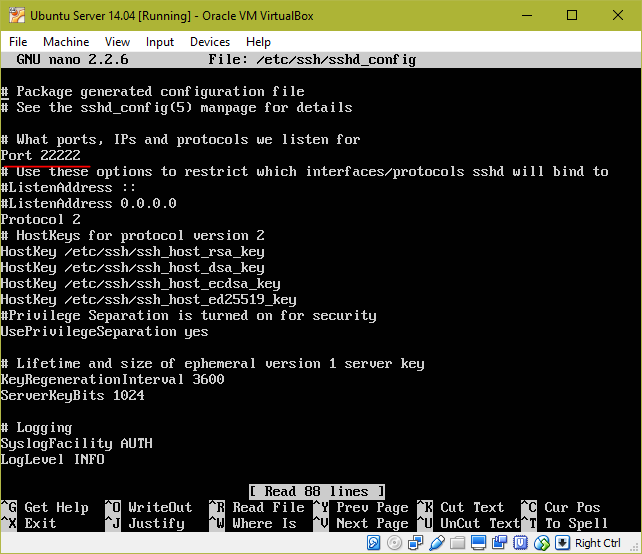 Ubuntu Server 14.04 [Running] - Oracle VM VirtualBox
File Machine View Input Devices Help
GNU nano 2.2.6 File: /etc/ssh/sshd_config
# Package generated configuration file
# See the sshd_config(5) manpage for details
# What ports, IPs and protocols we listen for
Port 22222
# Use these options to restrict which interfaces/protocols sshd will bind to
#ListenAddress ::
#ListenAddress 0.0.0.0
Protocol 2
# HostKeys for protocol version 2
HostKey /etc/ssh/ssh_host_rsa_key
HostKey /etc/ssh/ssh_host_dsa_key
HostKey /etc/ssh/ssh_host_ecdsa_key
HostKey /etc/ssh/ssh_host_ed25519_key
#Privilege Separation is turned on for security
UsePrivilegeSeparation yes
# Lifetime and size of ephemeral version 1 server key
KeyRegenerationInterval 3600
ServerKeyBits 1024
# Logging
SyslogFacility AUTH
LogLevel INFO
[ Read 88 lines ]
^G Get Help ^O WriteOut ^R Read File ^Y Prev Page ^K Cut Text ^C Cur Pos
^X Exit ^J Justify ^W Where Is ^V Next Page ^U UnCut Text ^T To Spell
Right Ctrl